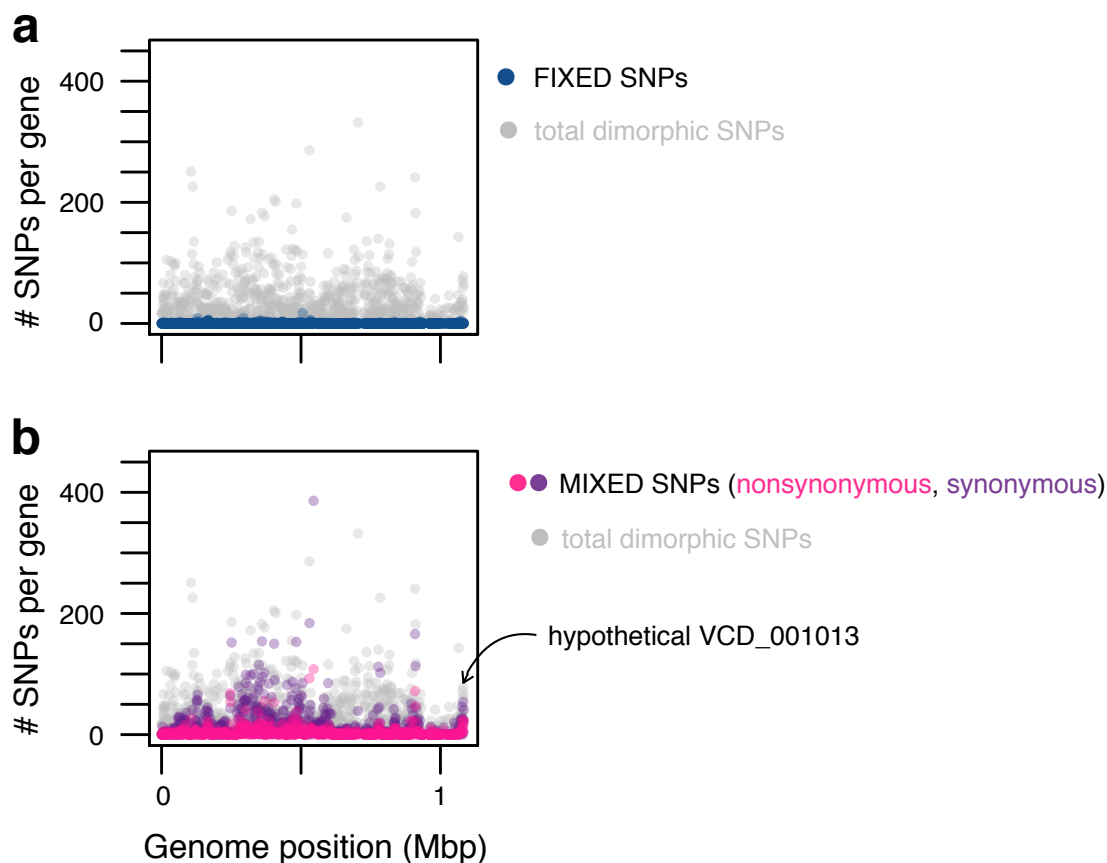 a
# SNPs per gene
400
200
0
FIXED SNPs
total dimorphic SNPs
b
# SNPs per gene
400
200
0
MIXED SNPs (nonsynonymous, synonymous)
total dimorphic SNPs
hypothetical VCD_001013
0
1
Genome position (Mbp)